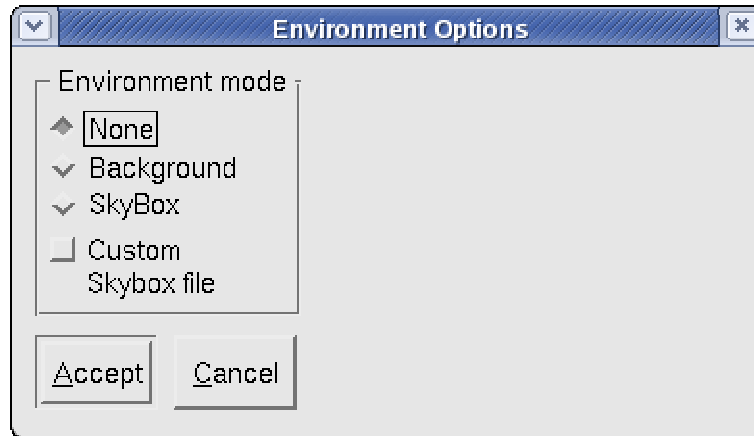 Environment Options
Environment mode
None
Background
SkyBox
Custom
Skybox file
Accept
Cancel